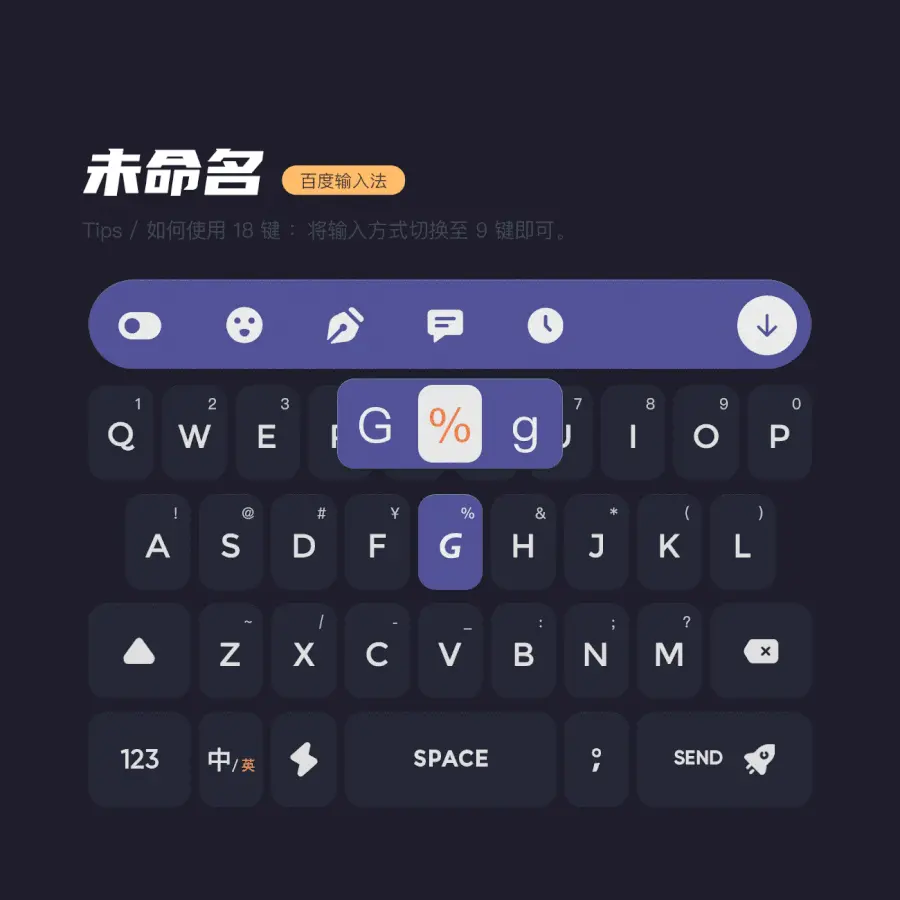 未命名 百度输入法
Tips / 如何使用 18 键： 将输入方式切换至 9 键即可。
G % g
1 2 3 7 8 9 0
Q W E U I O P
! @ # ¥ % & * ( )
A S D F G H J K L
~ / - _ : ; ?
Z X C V B N M
123 中/英 SPACE ; SEND